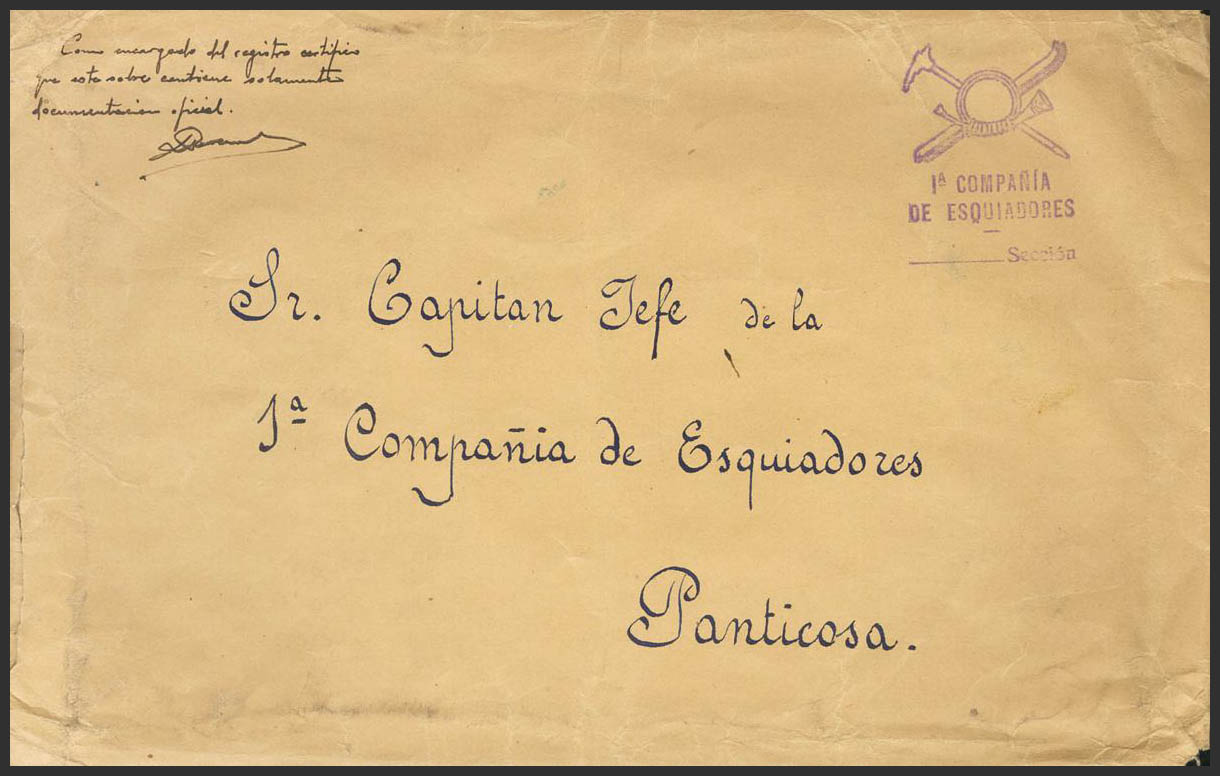 Como encargado del registro certifico
que este sobre contiene solamente
documentacion oficial.
1ª COMPAÑÍA
DE ESQUIADORES
Sección
Sr. Capitan Jefe de la
1ª Compañia de Esquiadores
Panticosa.